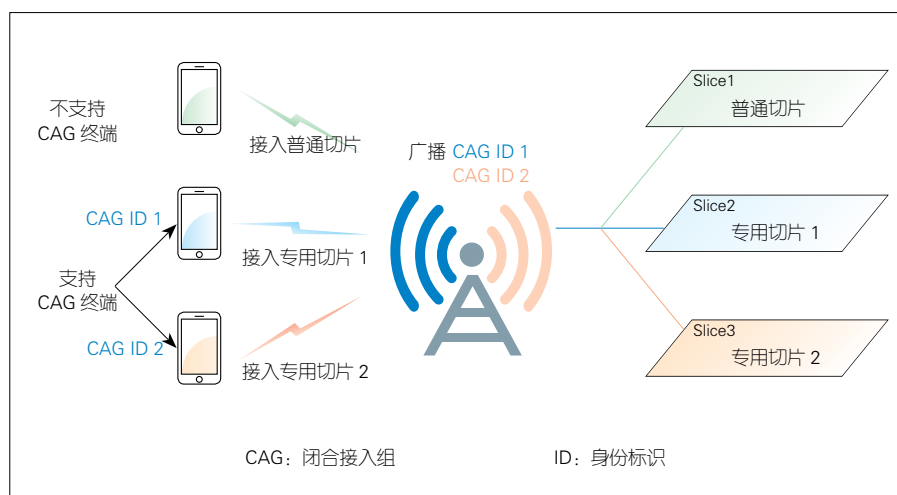 Slice1
普通切片
不支持
CAG 终端
接入普通切片
广播 CAG ID 1
CAG ID 2
Slice2
专用切片 1
CAG ID 1
接入专用切片 1
支持
CAG 终端
Slice3
专用切片 2
CAG ID 2
接入专用切片 2
CAG：闭合接入组
ID：身份标识